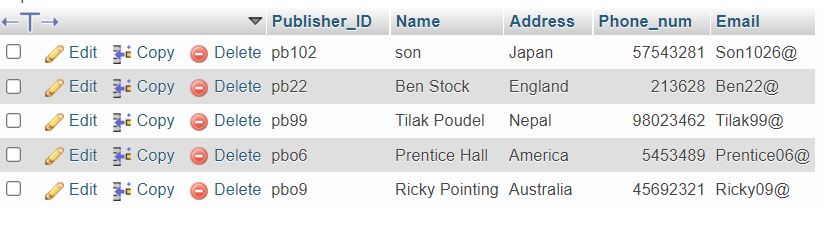 Publisher_ID Name Address Phone_num Email
Edit Copy Delete pb102 son Japan 57543281 Son1026@
Edit Copy Delete pb22 Ben Stock England 213628 Ben22@
Edit Copy Delete pb99 Tilak Poudel Nepal 98023462 Tilak99@
Edit Copy Delete pbo6 Prentice Hall America 5453489 Prentice06@
Edit Copy Delete pbo9 Ricky Pointing Australia 45692321 Ricky09@